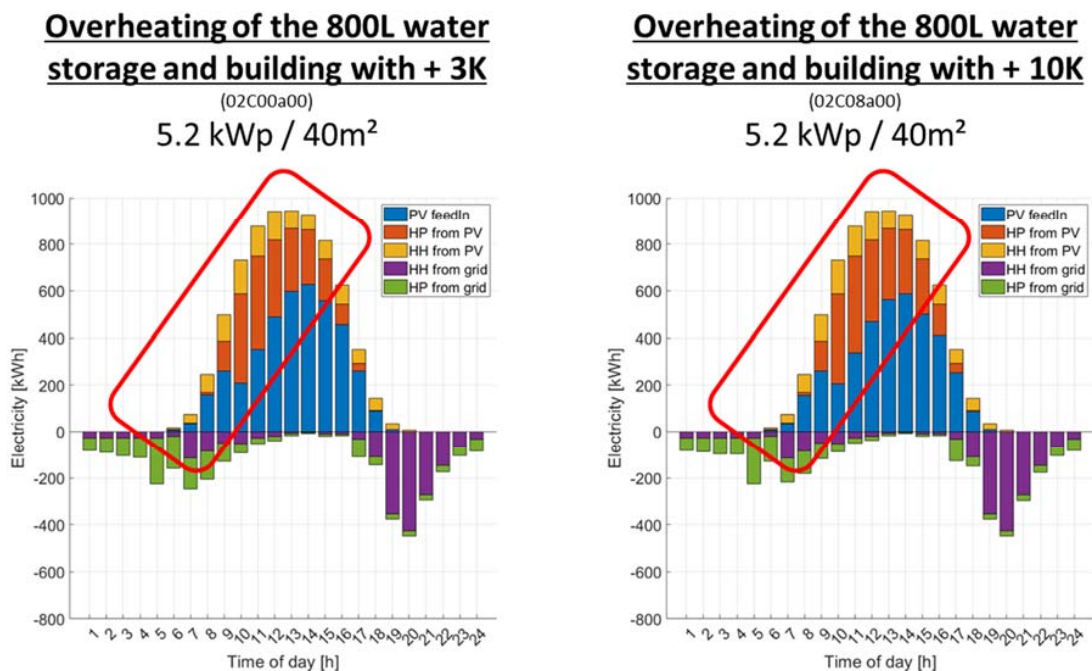 Overheating of the 800L water
storage and building with + 3K
(02C00a00)
5.2 kWp / 40m²
1000
800
600
400
200
0
-200
-400
-600
-800
Electricity [kWh]
PV feedIn
HP from PV
HH from PV
HH from grid
HP from grid
1 2 3 4 5 6 7 8 9 10 11 12 13 14 15 16 17 18 19 20 21 22 23 24
Time of day [h]
Overheating of the 800L water
storage and building with + 10K
(02C08a00)
5.2 kWp / 40m²
1000
800
600
400
200
0
-200
-400
-600
-800
Electricity [kWh]
PV feedIn
HP from PV
HH from PV
HH from grid
HP from grid
1 2 3 4 5 6 7 8 9 10 11 12 13 14 15 16 17 18 19 20 21 22 23 24
Time of day [h]